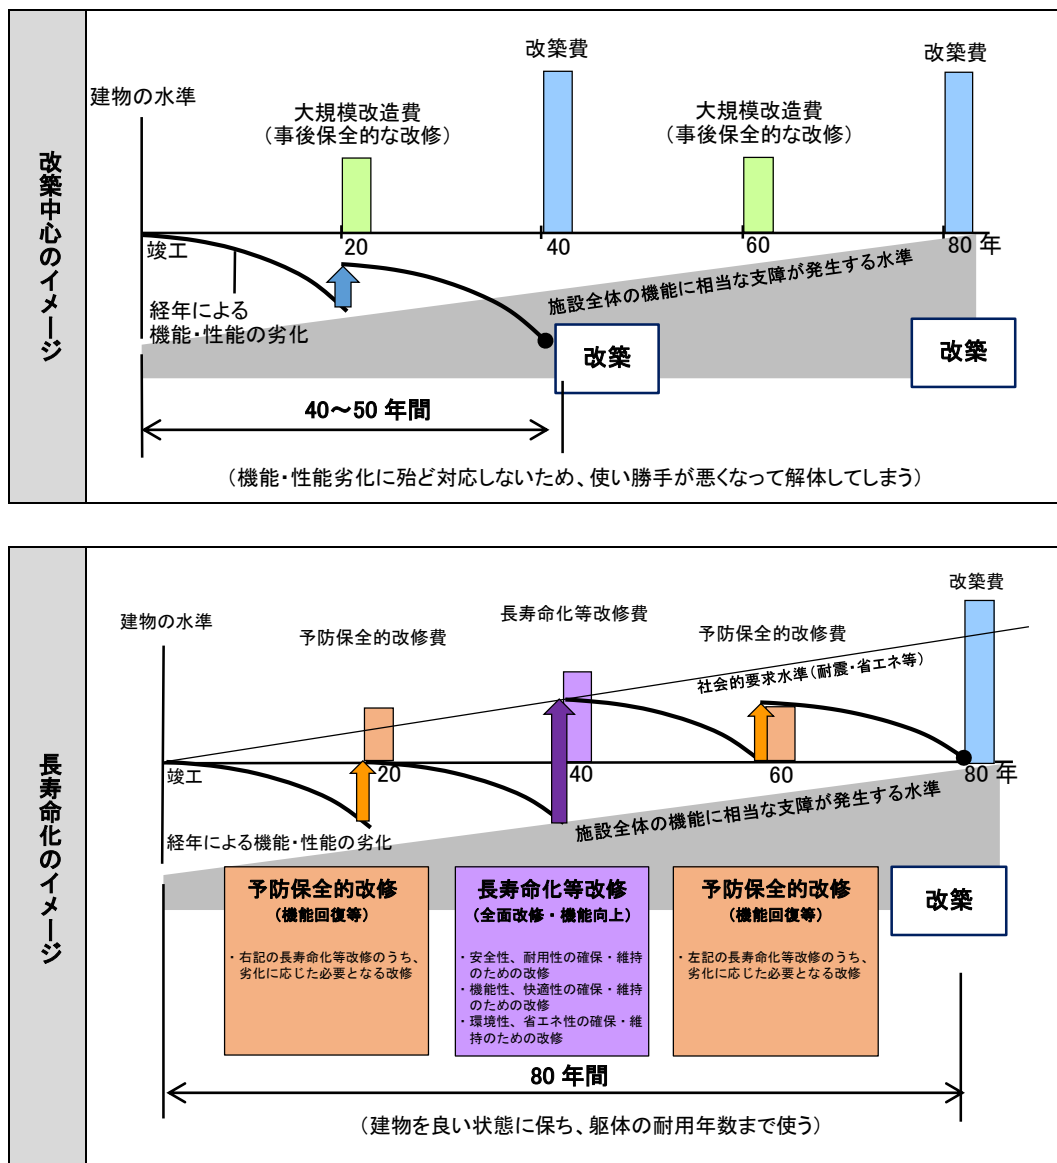 改築中心のイメージ
改築費
改築費
建物の水準
大規模改造費
（事後保全的な改修）
大規模改造費
（事後保全的な改修）
竣工
20
40
60
80 年
経年による
機能・性能の劣化
施設全体の機能に相当な支障が発生する水準
改築
改築
40～50 年間
（機能・性能劣化に殆ど対応しないため、使い勝手が悪くなって解体してしまう）
長寿命化のイメージ
改築費
建物の水準
予防保全的改修費
長寿命化等改修費
予防保全的改修費
社会的要求水準（耐震・省エネ等）
竣工
20
40
60
80 年
経年による機能・性能の劣化
施設全体の機能に相当な支障が発生する水準
予防保全的改修
（機能回復等）
・右記の長寿命化等改修のうち、
劣化に応じた必要となる改修
長寿命化等改修
（全面改修・機能向上）
・安全性、耐用性の確保・維持
のための改修
・機能性、快適性の確保・維持
のための改修
・環境性、省エネ性の確保・維
持のための改修
予防保全的改修
（機能回復等）
・左記の長寿命化等改修のうち、
劣化に応じた必要となる改修
改築
80 年間
（建物を良い状態に保ち、躯体の耐用年数まで使う）